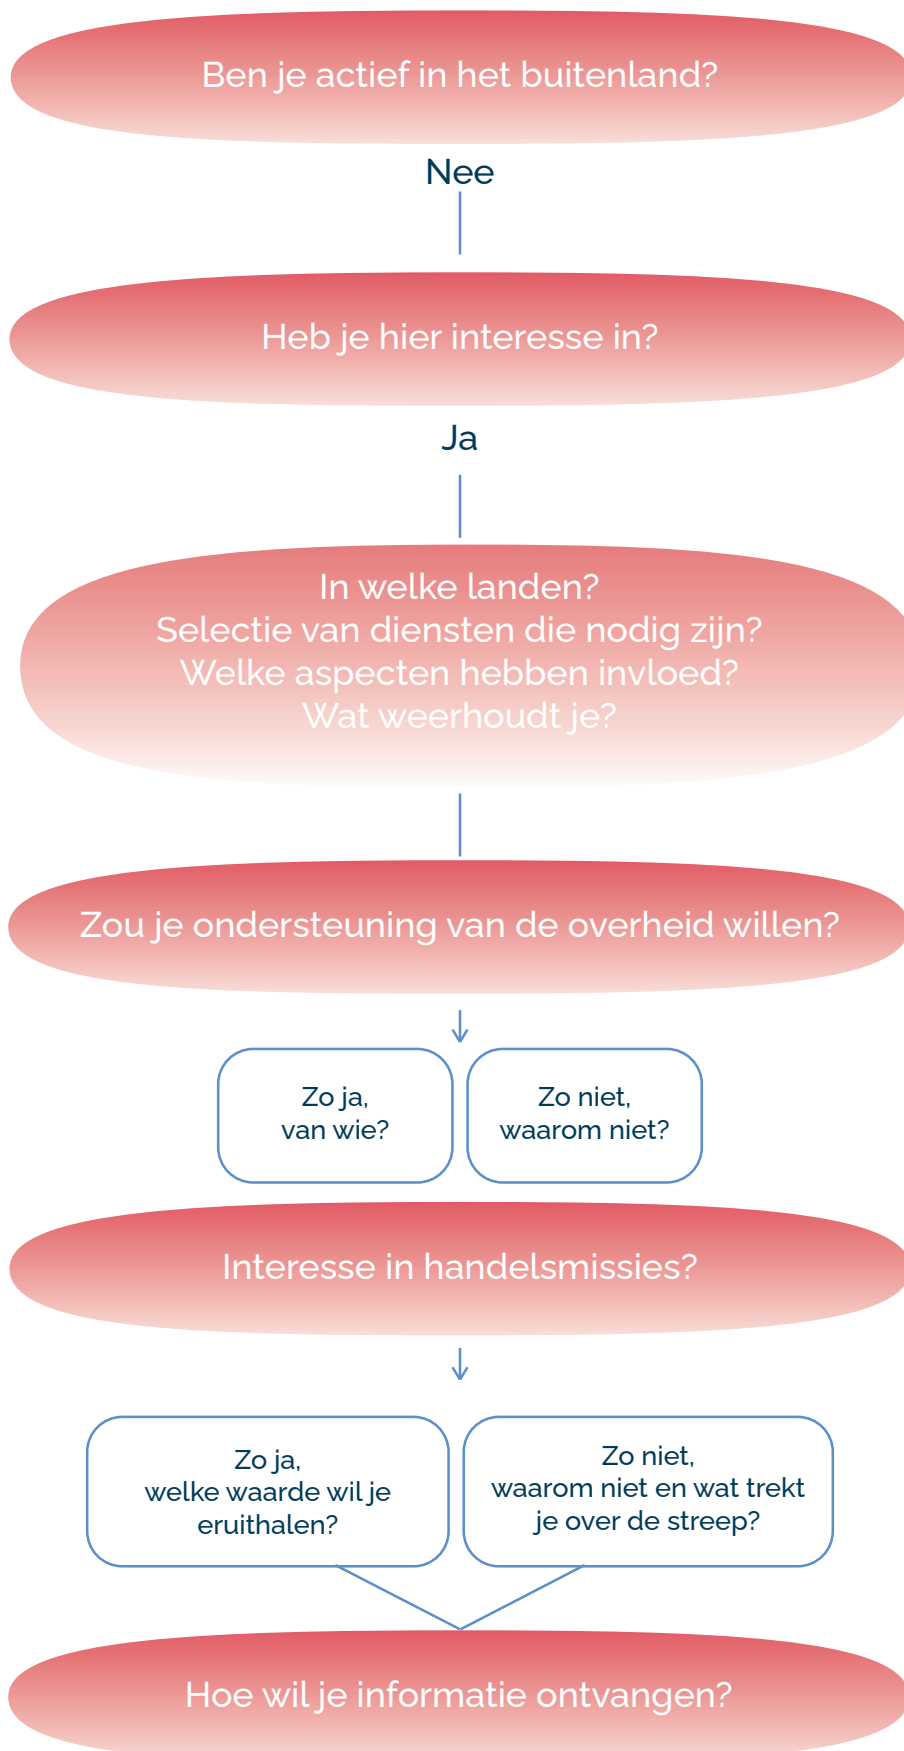 Ben je actief in het buitenland?
Nee
Heb je hier interesse in?
Ja
In welke landen?
Selectie van diensten die nodig zijn?
Welke aspecten hebben invloed?
Wat weerhoudt je?
Zou je ondersteuning van de overheid willen?
Zo ja,
van wie?
Zo niet,
waarom niet?
Interesse in handelsmissies?
Zo ja,
welke waarde wil je
eruithalen?
Zo niet,
waarom niet en wat trekt
je over de streep?
Hoe wil je informatie ontvangen?